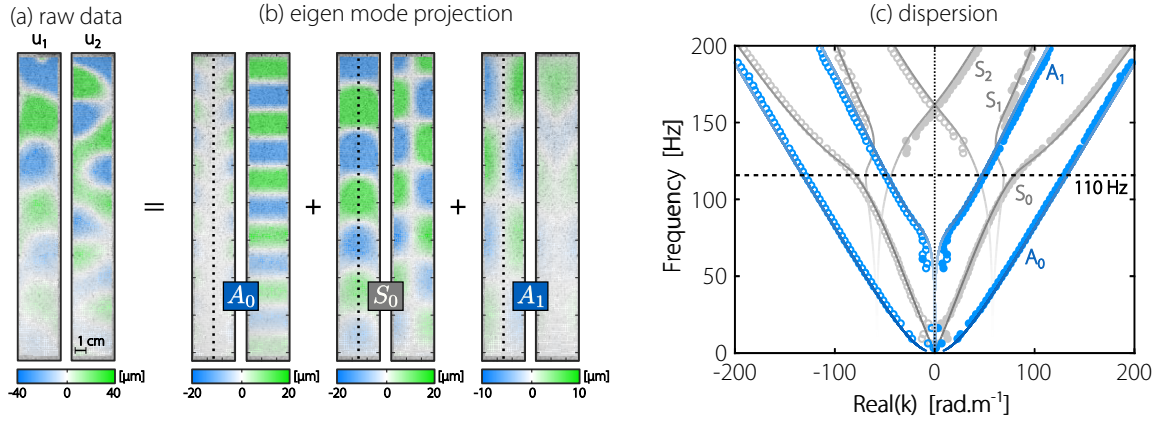 (a) raw data
u1 u2
1 cm
-40 0 40 [μm]
(b) eigen mode projection
= + +
A0 S0 A1
-20 0 20 [μm]
-20 0 20 [μm]
-10 0 10 [μm]
(c) dispersion
Frequency [Hz]
200
150
100
50
0
S2
S1
A1
110 Hz
S0
A0
-200 -100 0 100 200
Real(k) [rad.m⁻¹]